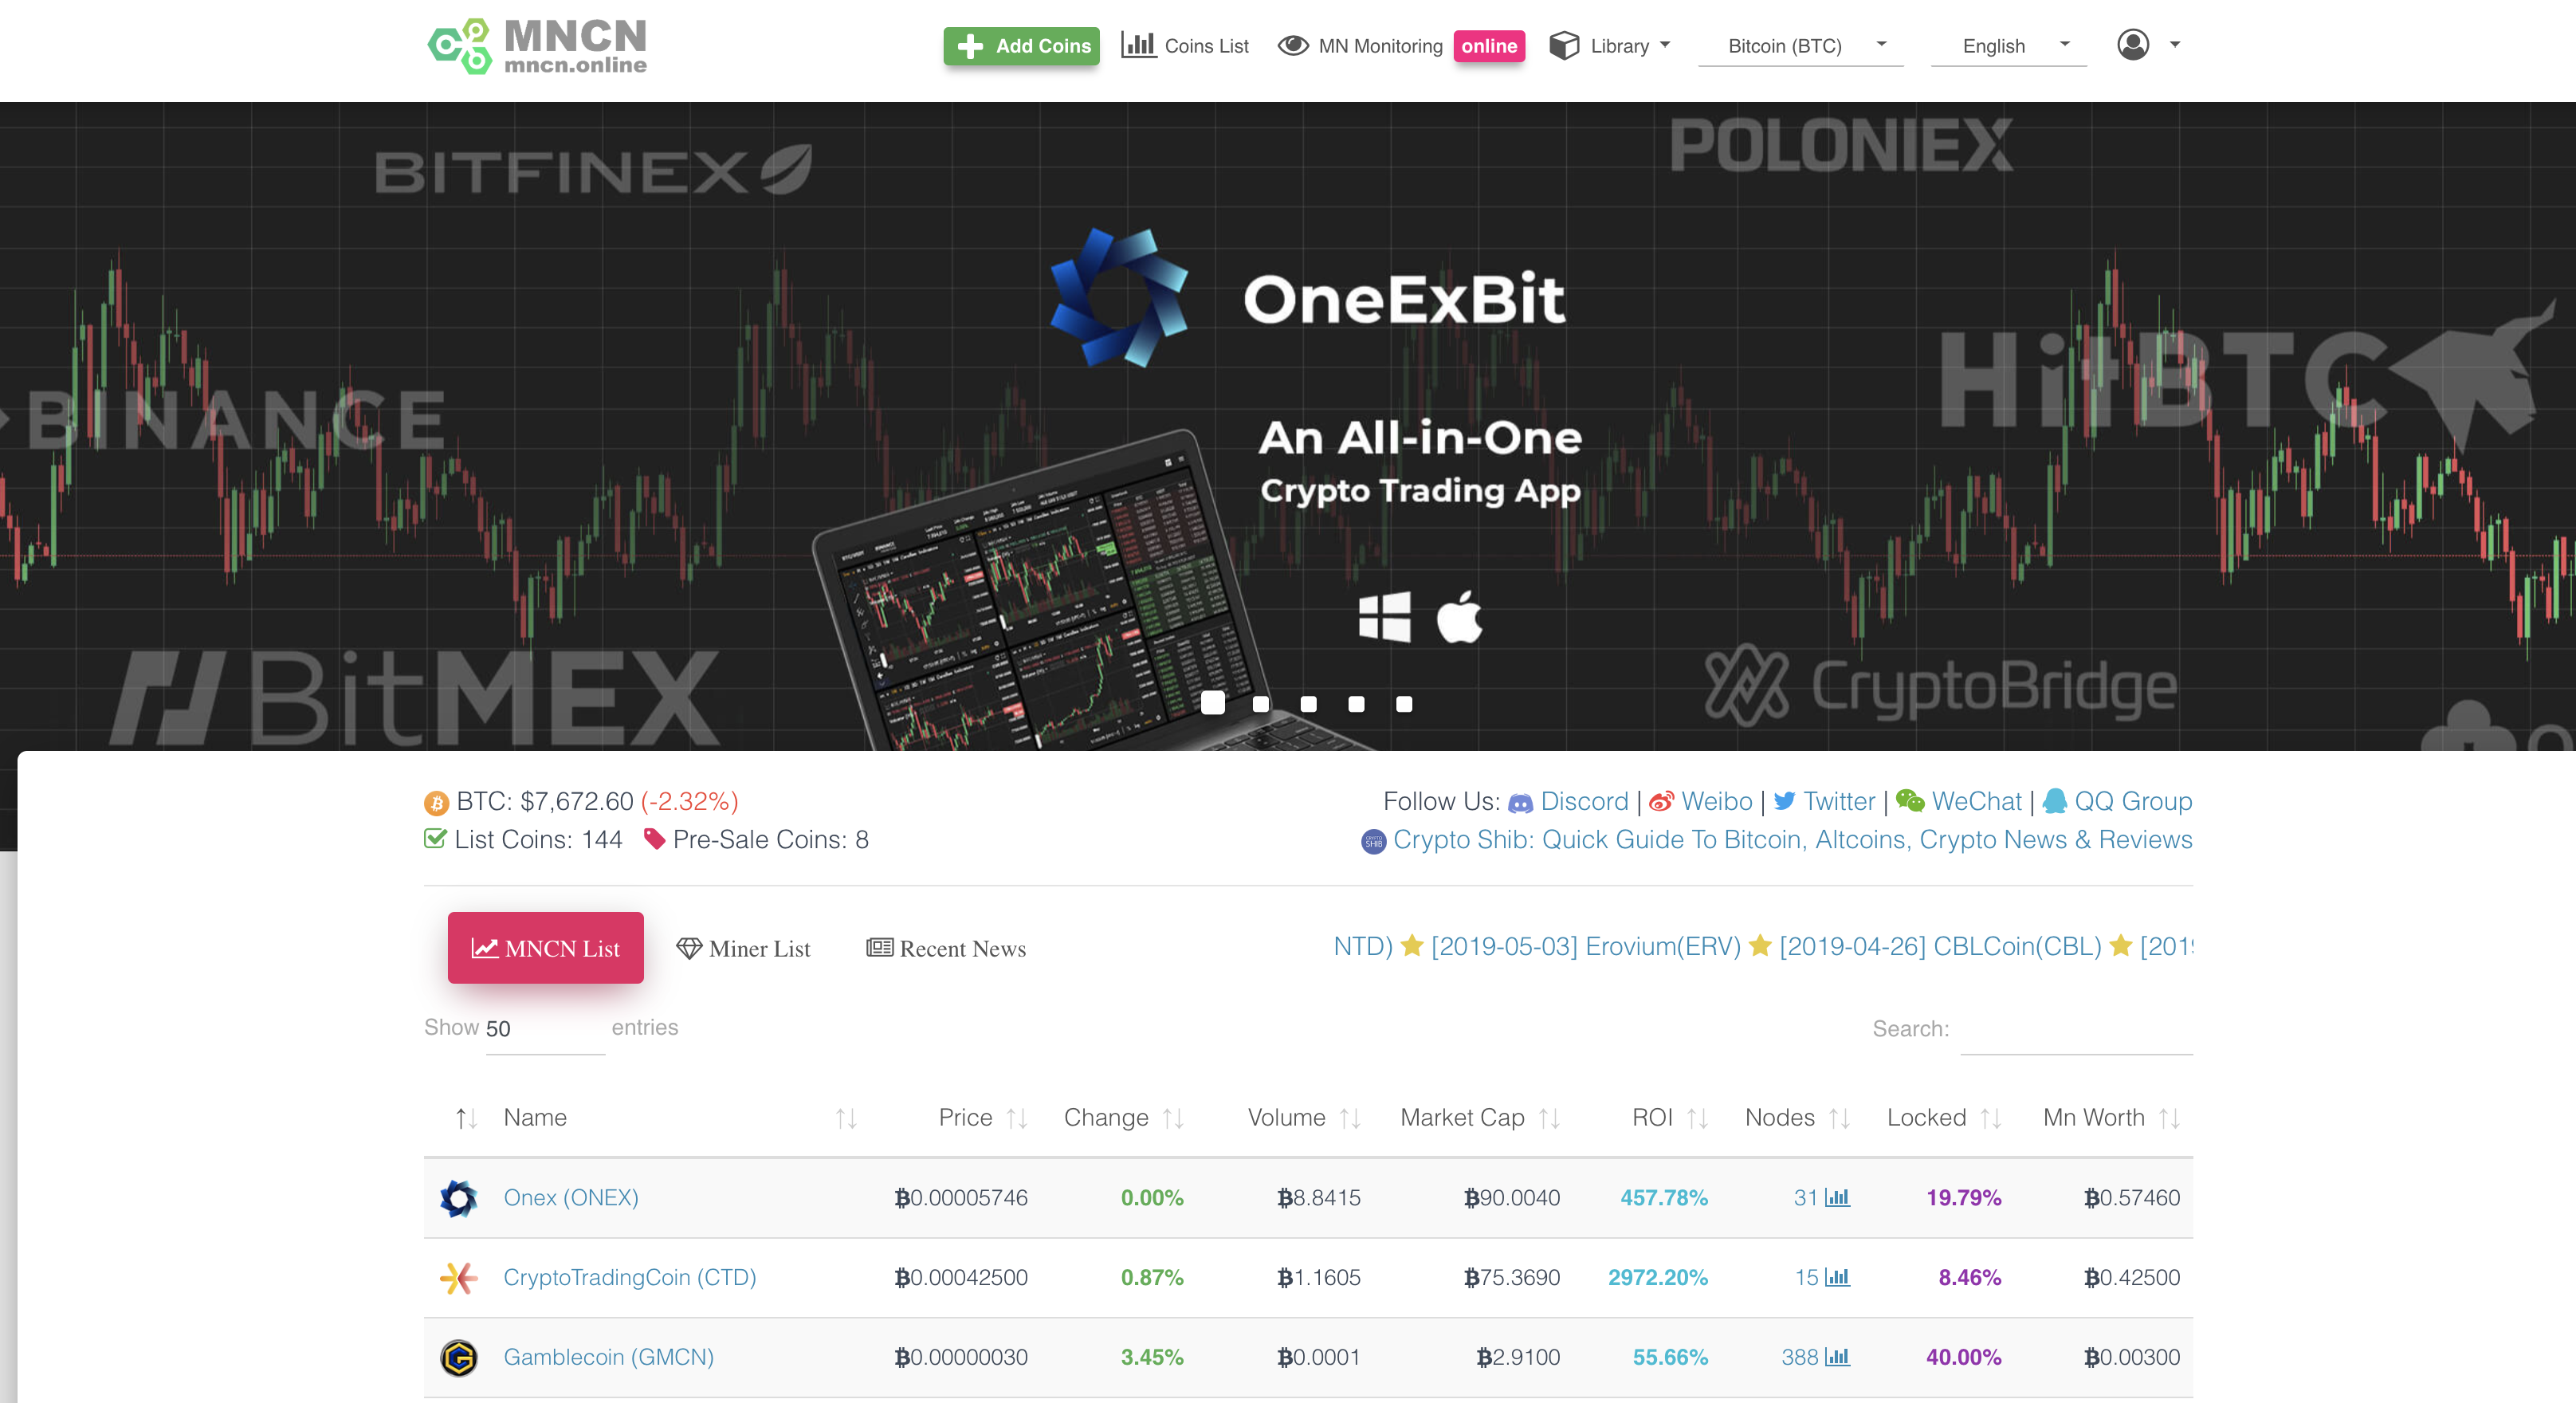 MNCN
mncn.online
Add Coins
Coins List
MN Monitoring online
Library
Bitcoin (BTC)
English
BITFINEX
POLONIEX
OneExBit
BINANCE
HitBTC
An All-in-One
Crypto Trading App
BitMEX
CryptoBridge
BTC: $7,672.60 (-2.32%)
List Coins: 144 Pre-Sale Coins: 8
Follow Us: Discord | Weibo | Twitter | WeChat | QQ Group
Crypto Shib: Quick Guide To Bitcoin, Altcoins, Crypto News & Reviews
MNCN List
Miner List
Recent News
NTD) [2019-05-03] Erovium(ERV) [2019-04-26] CBLCoin(CBL) [201
Show 50 entries
Search:
Name Price Change Volume Market Cap ROI Nodes Locked Mn Worth
Onex (ONEX) ₿0.00005746 0.00% ₿8.8415 ₿90.0040 457.78% 31 19.79% ₿0.57460
CryptoTradingCoin (CTD) ₿0.00042500 0.87% ₿1.1605 ₿75.3690 2972.20% 15 8.46% ₿0.42500
Gamblecoin (GMCN) ₿0.00000030 3.45% ₿0.0001 ₿2.9100 55.66% 388 40.00% ₿0.00300